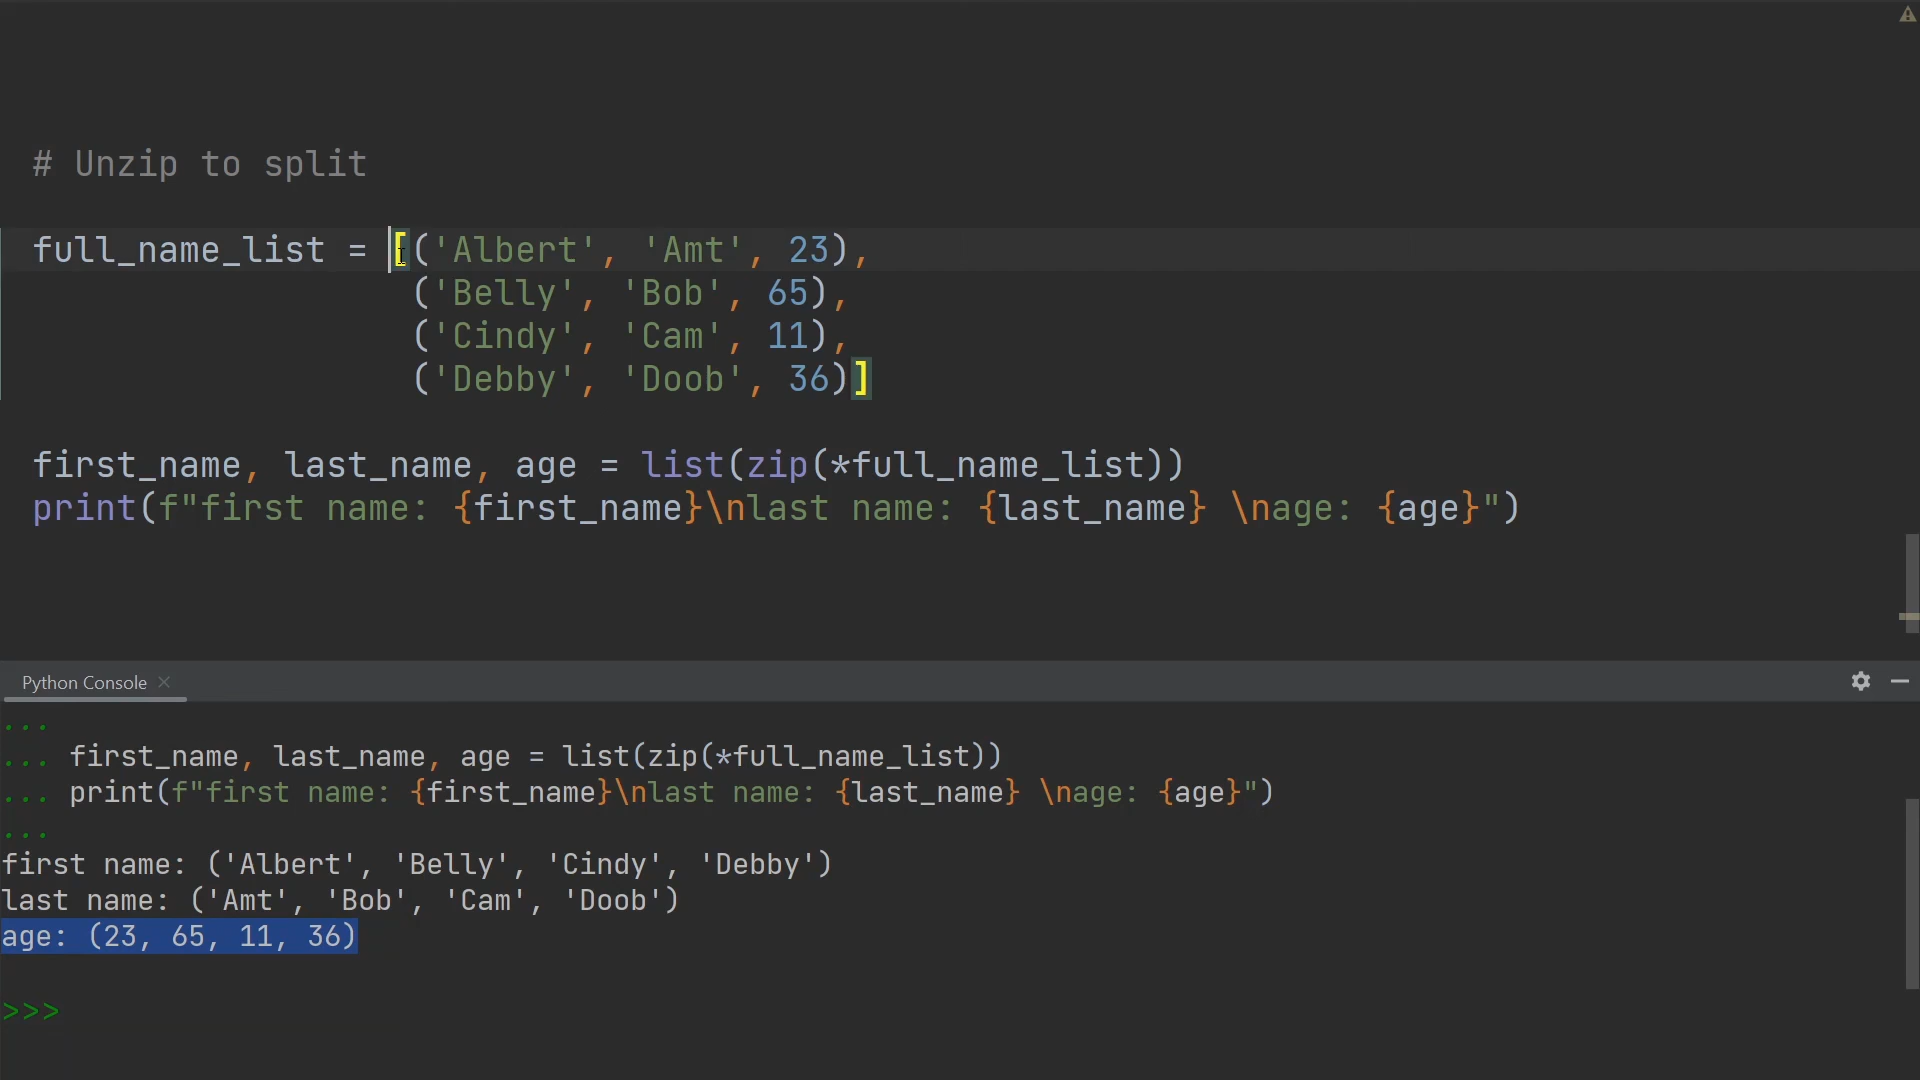 # Unzip to split
full_name_list = [('Albert', 'Amt', 23),
('Belly', 'Bob', 65),
('Cindy', 'Cam', 11),
('Debby', 'Doob', 36)]
first_name, last_name, age = list(zip(*full_name_list))
print(f"first name: {first_name}\nlast name: {last_name} \nage: {age}")
Python Console
...
... first_name, last_name, age = list(zip(*full_name_list))
... print(f"first name: {first_name}\nlast name: {last_name} \nage: {age}")
...
first name: ('Albert', 'Belly', 'Cindy', 'Debby')
last name: ('Amt', 'Bob', 'Cam', 'Doob')
age: (23, 65, 11, 36)
>>>